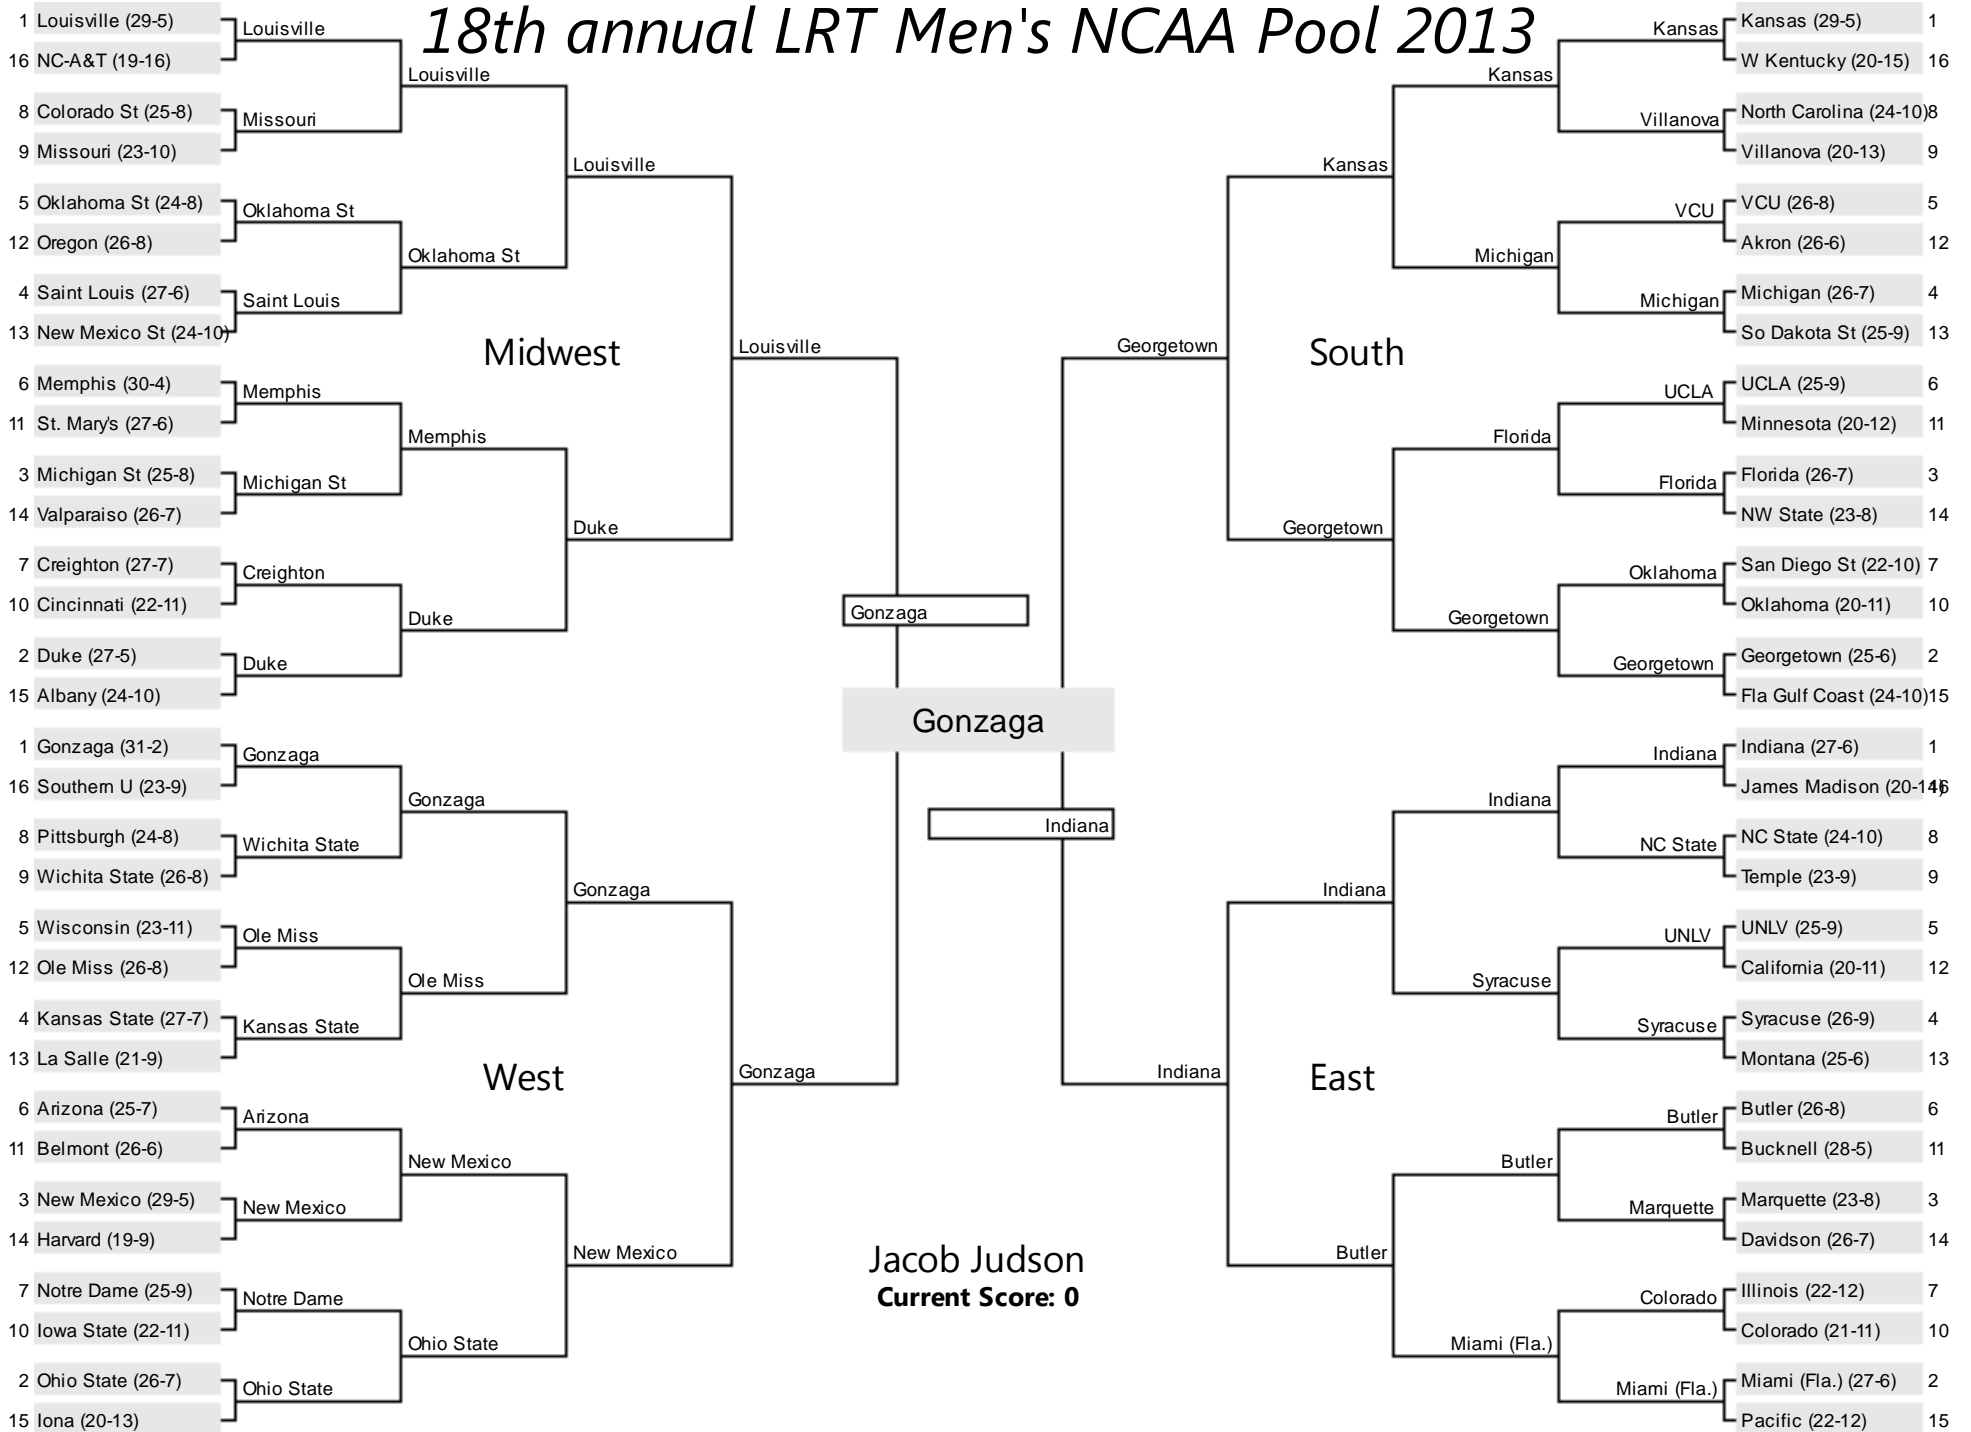 18th annual LRT Men's NCAA Pool 2013
1 Louisville (29-5)
16 NC-A&T (19-16)
8 Colorado St (25-8)
9 Missouri (23-10)
5 Oklahoma St (24-8)
12 Oregon (26-8)
4 Saint Louis (27-6)
13 New Mexico St (24-10)
6 Memphis (30-4)
11 St. Mary's (27-6)
3 Michigan St (25-8)
14 Valparaiso (26-7)
7 Creighton (27-7)
10 Cincinnati (22-11)
2 Duke (27-5)
15 Albany (24-10)
Louisville
Missouri
Oklahoma St
Saint Louis
Memphis
Michigan St
Creighton
Duke
Louisville
Oklahoma St
Memphis
Duke
Louisville
Duke
Midwest
Louisville
1 Gonzaga (31-2)
16 Southern U (23-9)
8 Pittsburgh (24-8)
9 Wichita State (26-8)
5 Wisconsin (23-11)
12 Ole Miss (26-8)
4 Kansas State (27-7)
13 La Salle (21-9)
6 Arizona (25-7)
11 Belmont (26-6)
3 New Mexico (29-5)
14 Harvard (19-9)
7 Notre Dame (25-9)
10 Iowa State (22-11)
2 Ohio State (26-7)
15 Iona (20-13)
Gonzaga
Wichita State
Ole Miss
Kansas State
Arizona
New Mexico
Notre Dame
Ohio State
Gonzaga
Ole Miss
New Mexico
Ohio State
Gonzaga
New Mexico
West
Gonzaga
Gonzaga
Gonzaga
Indiana
Jacob Judson
Current Score: 0
Kansas (29-5) 1
W Kentucky (20-15) 16
North Carolina (24-10) 8
Villanova (20-13) 9
VCU (26-8) 5
Akron (26-6) 12
Michigan (26-7) 4
So Dakota St (25-9) 13
UCLA (25-9) 6
Minnesota (20-12) 11
Florida (26-7) 3
NW State (23-8) 14
San Diego St (22-10) 7
Oklahoma (20-11) 10
Georgetown (25-6) 2
Fla Gulf Coast (24-10) 15
Kansas
Villanova
VCU
Michigan
UCLA
Florida
Oklahoma
Georgetown
Kansas
Michigan
Florida
Georgetown
Kansas
Georgetown
South
Georgetown
Indiana (27-6) 1
James Madison (20-14) 16
NC State (24-10) 8
Temple (23-9) 9
UNLV (25-9) 5
California (20-11) 12
Syracuse (26-9) 4
Montana (25-6) 13
Butler (26-8) 6
Bucknell (28-5) 11
Marquette (23-8) 3
Davidson (26-7) 14
Illinois (22-12) 7
Colorado (21-11) 10
Miami (Fla.) (27-6) 2
Pacific (22-12) 15
Indiana
NC State
UNLV
Syracuse
Butler
Marquette
Colorado
Miami (Fla.)
Indiana
Syracuse
Butler
Miami (Fla.)
Indiana
Butler
East
Indiana